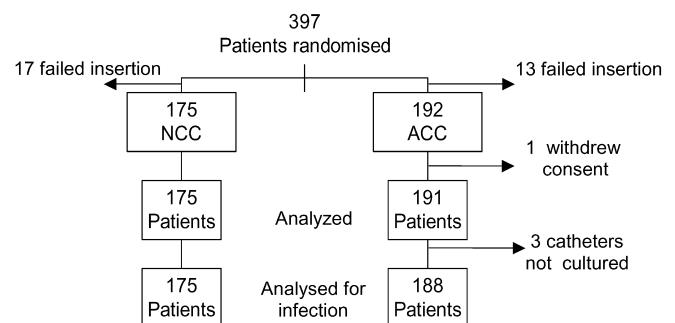 397
Patients randomised
17 failed insertion
13 failed insertion
175
NCC
192
ACC
1 withdrew
consent
175
Patients
Analyzed
191
Patients
3 catheters
not cultured
175
Patients
Analysed for
infection
188
Patients